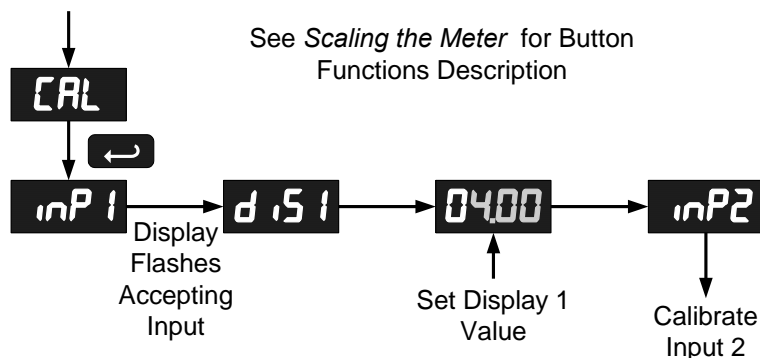 See Scaling the Meter for Button
Functions Description
CAL
inP1
diS1
04.00
inP2
Display
Flashes
Accepting
Input
Set Display 1
Value
Calibrate
Input 2